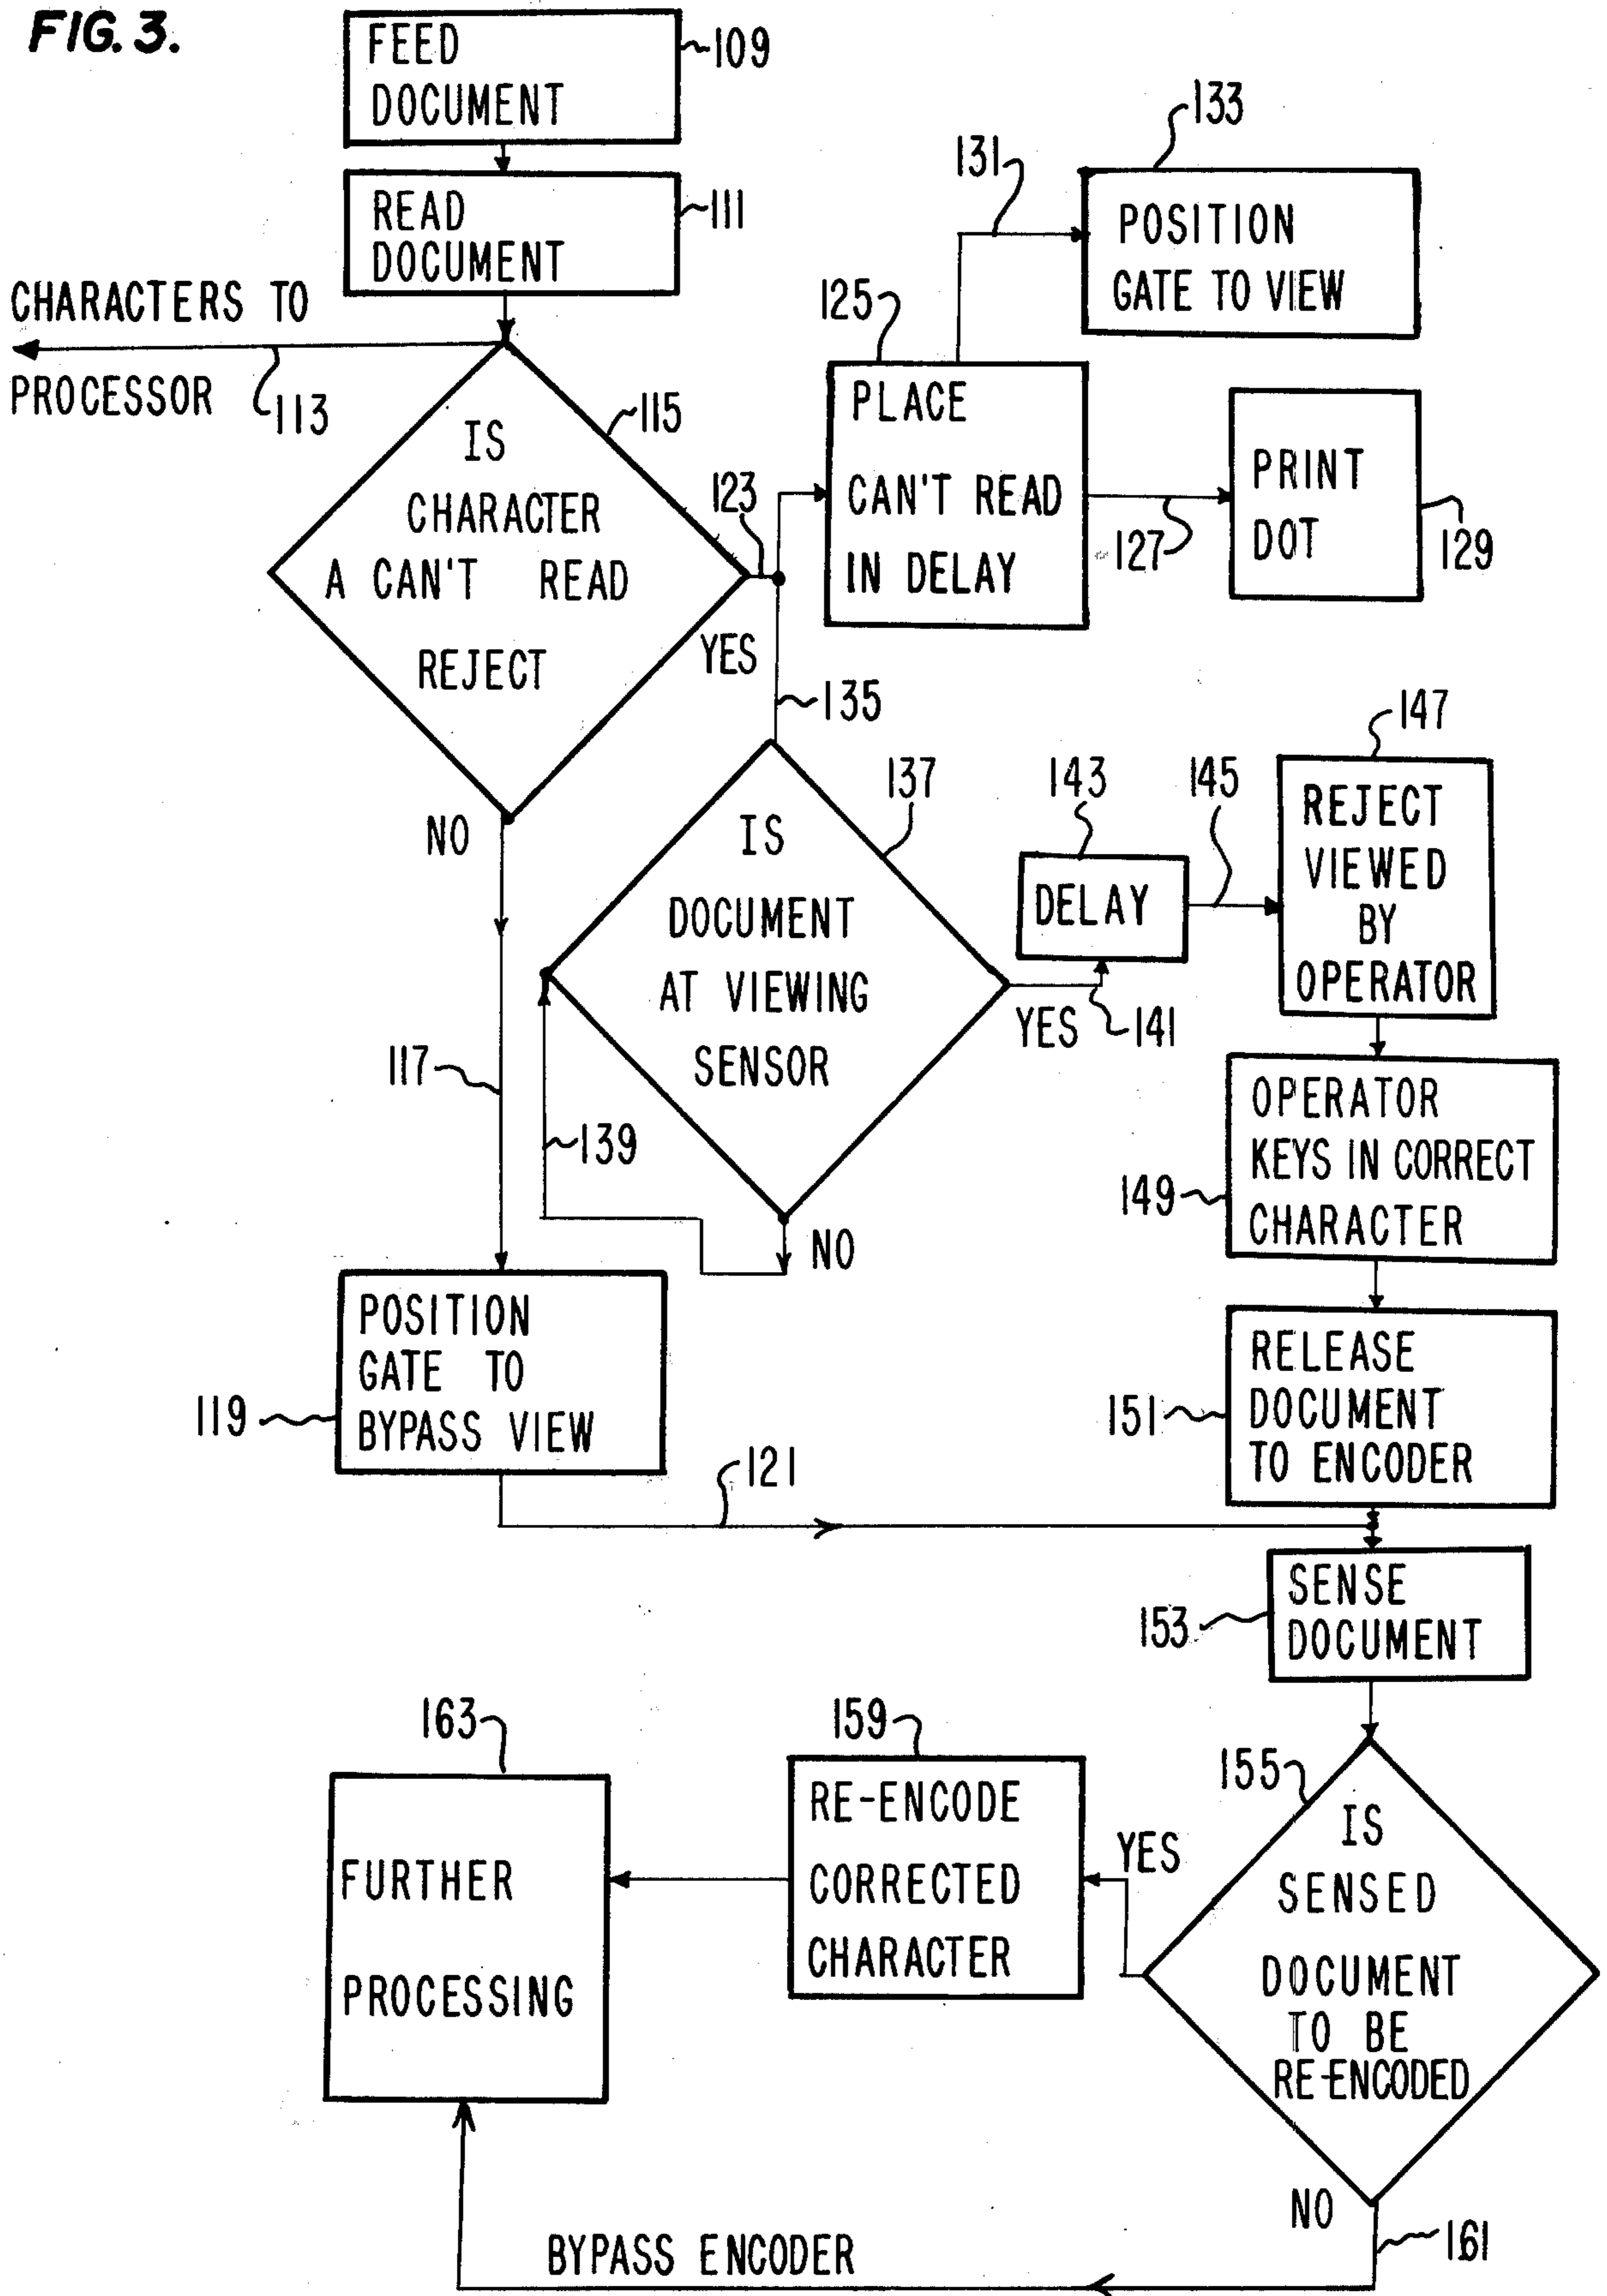 FIG. 3.
FEED
DOCUMENT
109
READ
DOCUMENT
111
CHARACTERS TO
PROCESSOR
113
IS
CHARACTER
A CAN'T READ
REJECT
115
123
YES
NO
125
PLACE
CAN'T READ
IN DELAY
131
133
POSITION
GATE TO VIEW
127
PRINT
DOT
129
135
137
IS
DOCUMENT
AT VIEWING
SENSOR
139
NO
YES
141
143
DELAY
145
147
REJECT
VIEWED
BY
OPERATOR
149
OPERATOR
KEYS IN CORRECT
CHARACTER
151
RELEASE
DOCUMENT
TO ENCODER
117
119
POSITION
GATE TO
BYPASS VIEW
121
153
SENSE
DOCUMENT
155
IS
SENSED
DOCUMENT
TO BE
RE-ENCODED
YES
159
RE-ENCODE
CORRECTED
CHARACTER
163
FURTHER
PROCESSING
NO
161
BYPASS ENCODER